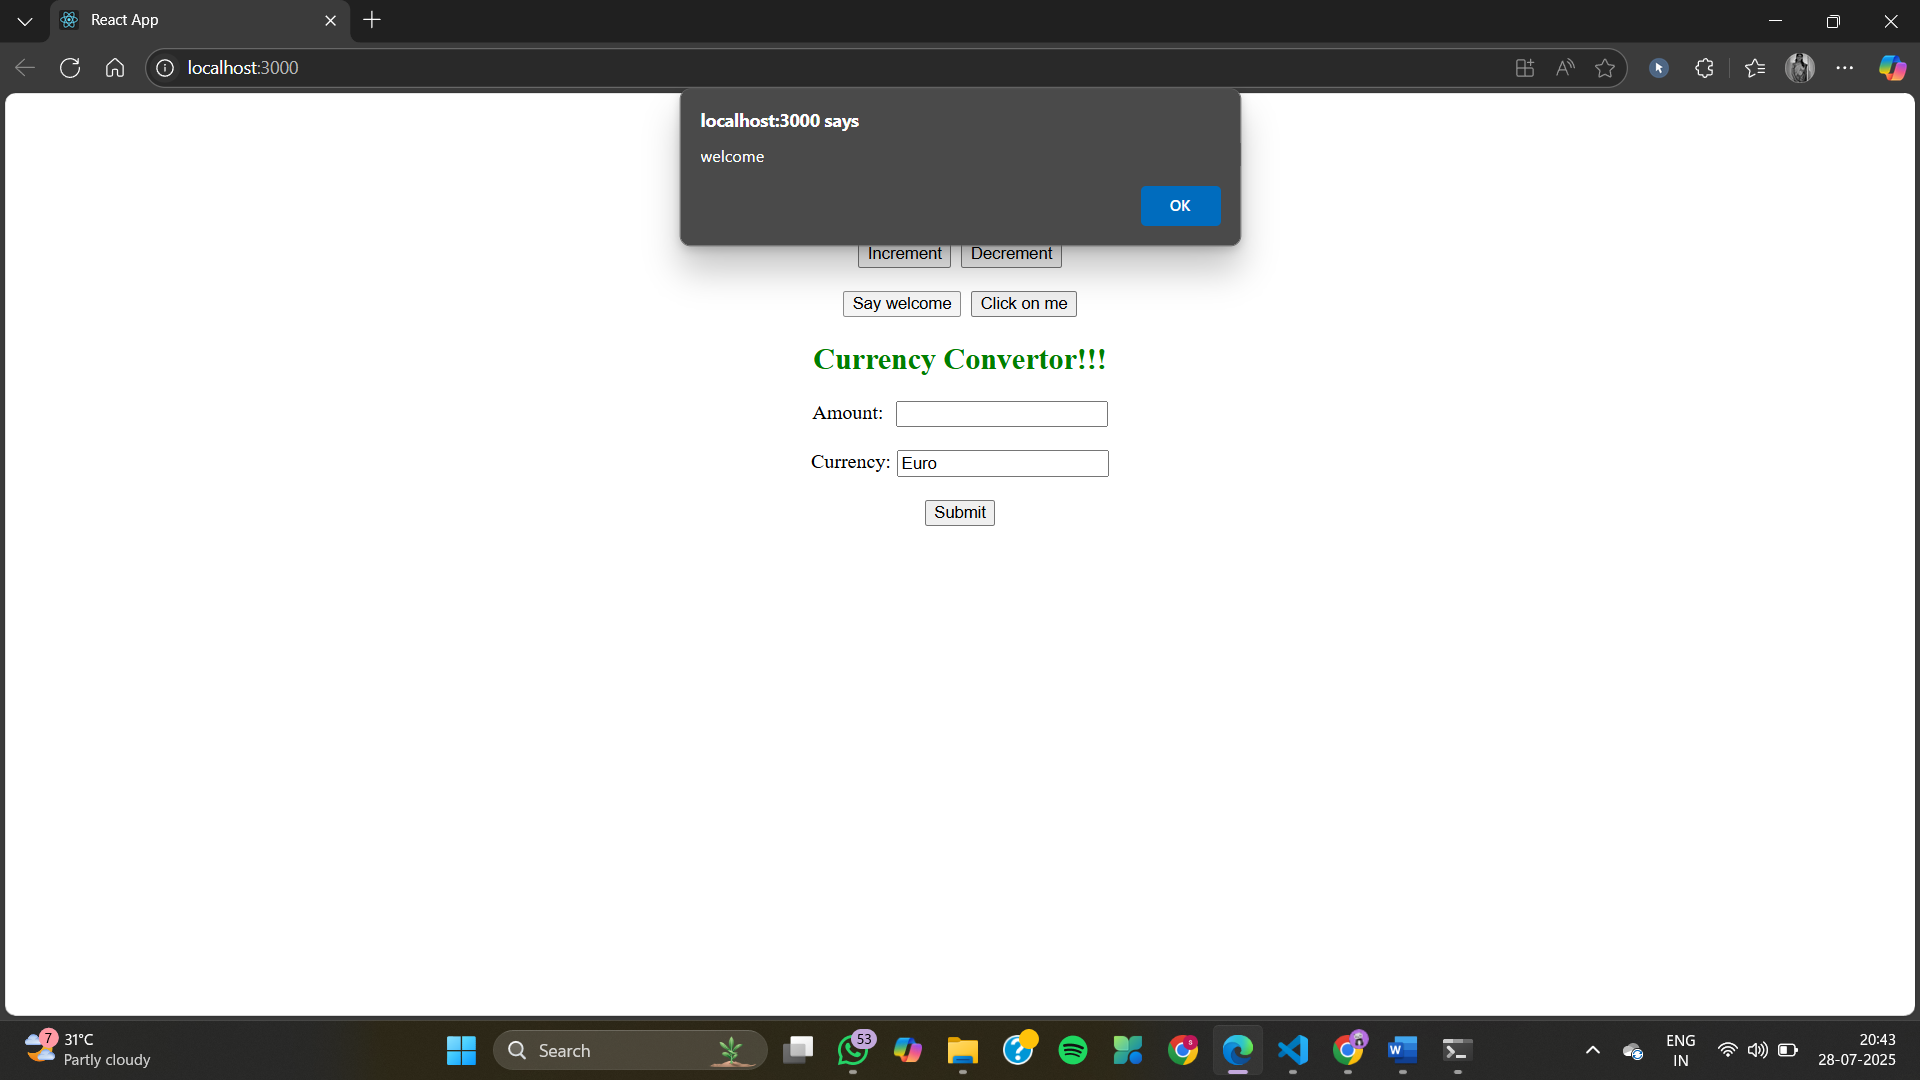 React App
localhost:3000
localhost:3000 says
welcome
OK
Increment Decrement
Say welcome Click on me
Currency Convertor!!!
Amount:
Currency: Euro
Submit
7 31°C
Partly cloudy
Search
53
ENG
IN
20:43
28-07-2025